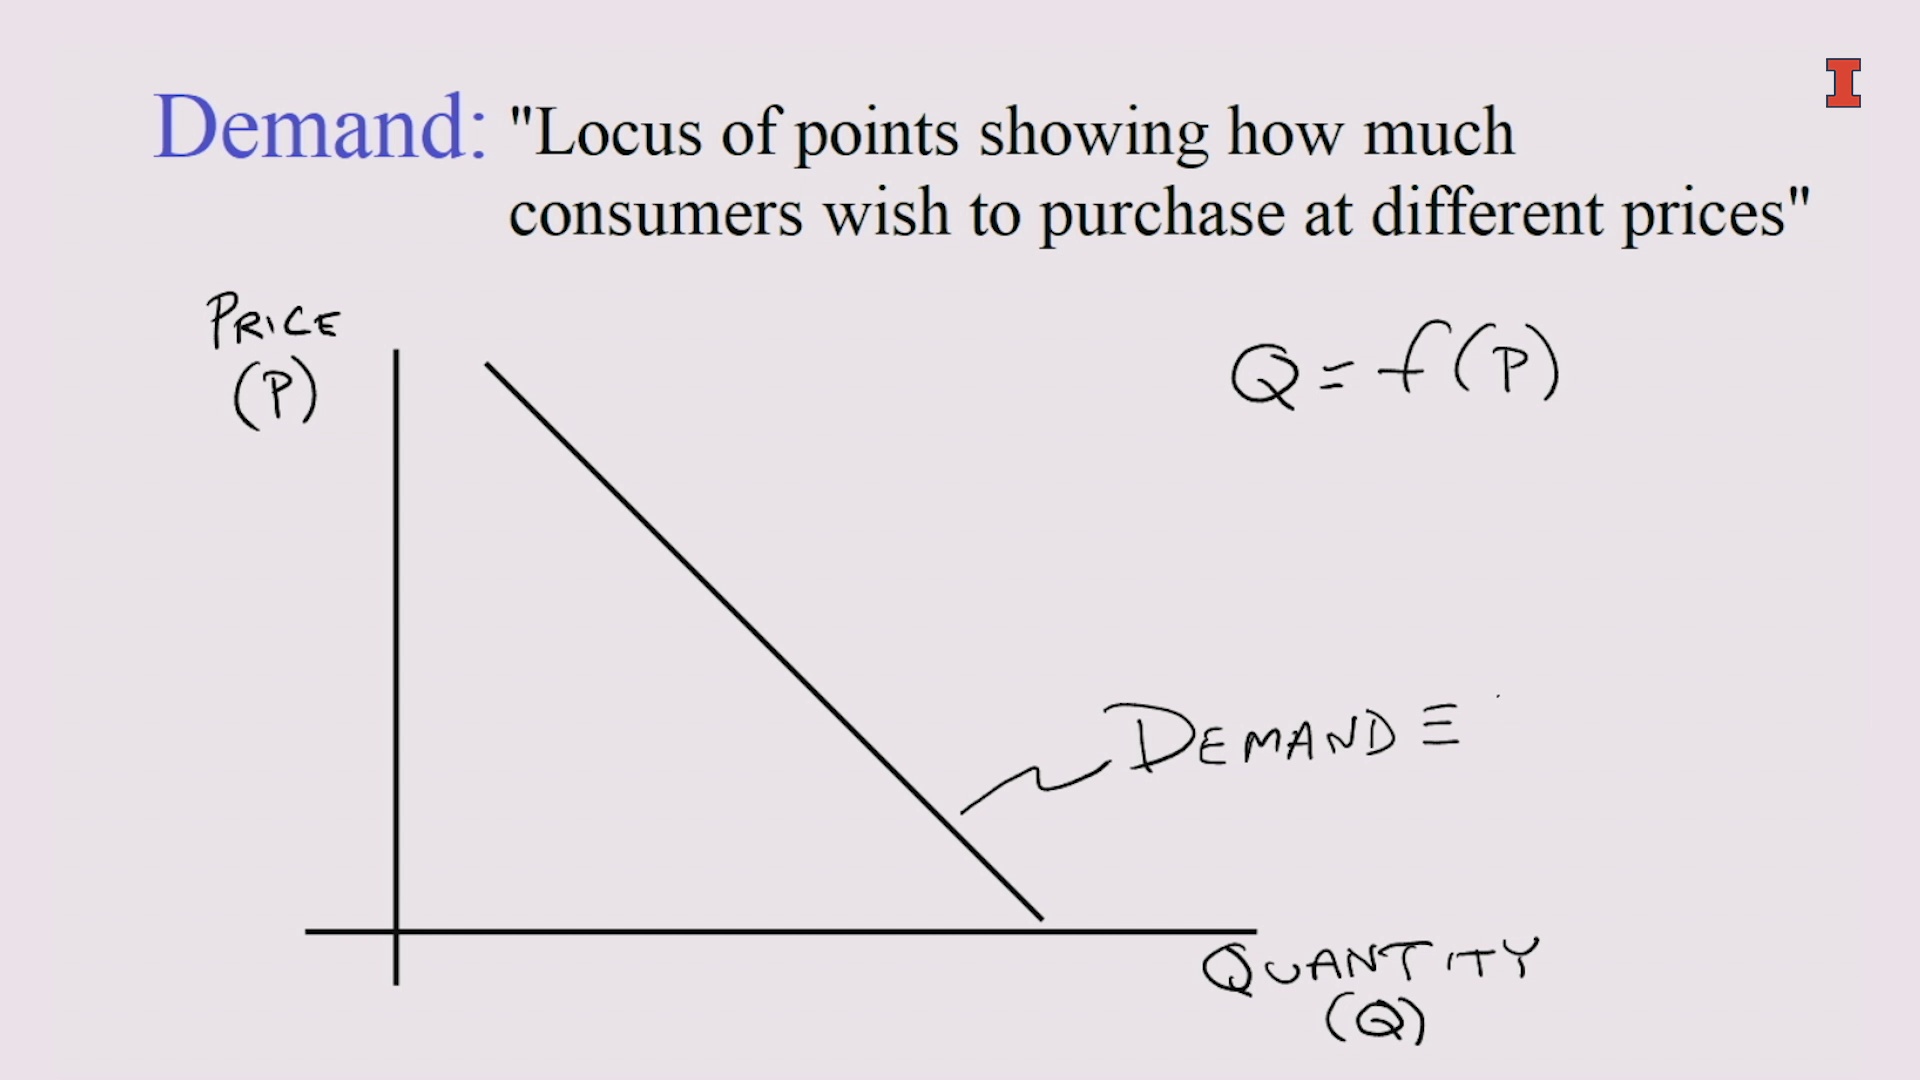 Demand: "Locus of points showing how much
consumers wish to purchase at different prices"
PRICE
(P)
Q = f(P)
DEMAND ≡
QUANTITY
(Q)
I